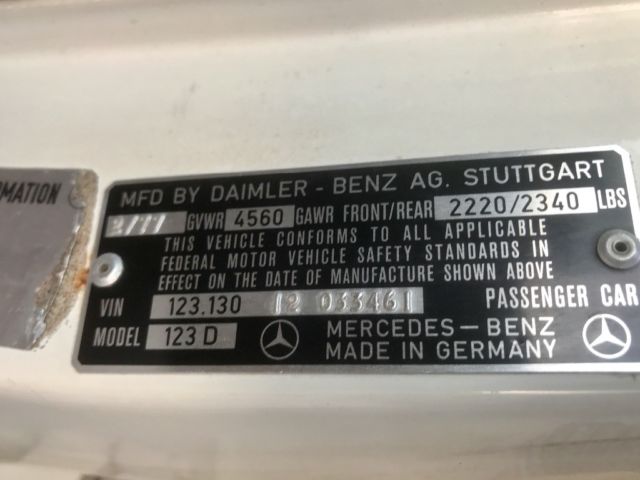 MFD BY DAIMLER - BENZ AG. STUTTGART
GVWR 4560 GAWR FRONT/REAR 2220/2340 LBS
THIS VEHICLE CONFORMS TO ALL APPLICABLE
FEDERAL MOTOR VEHICLE SAFETY STANDARDS IN
EFFECT ON THE DATE OF MANUFACTURE SHOWN ABOVE
VIN 123.130 12 033461 PASSENGER CAR
MODEL 123 D MERCEDES-BENZ
MADE IN GERMANY